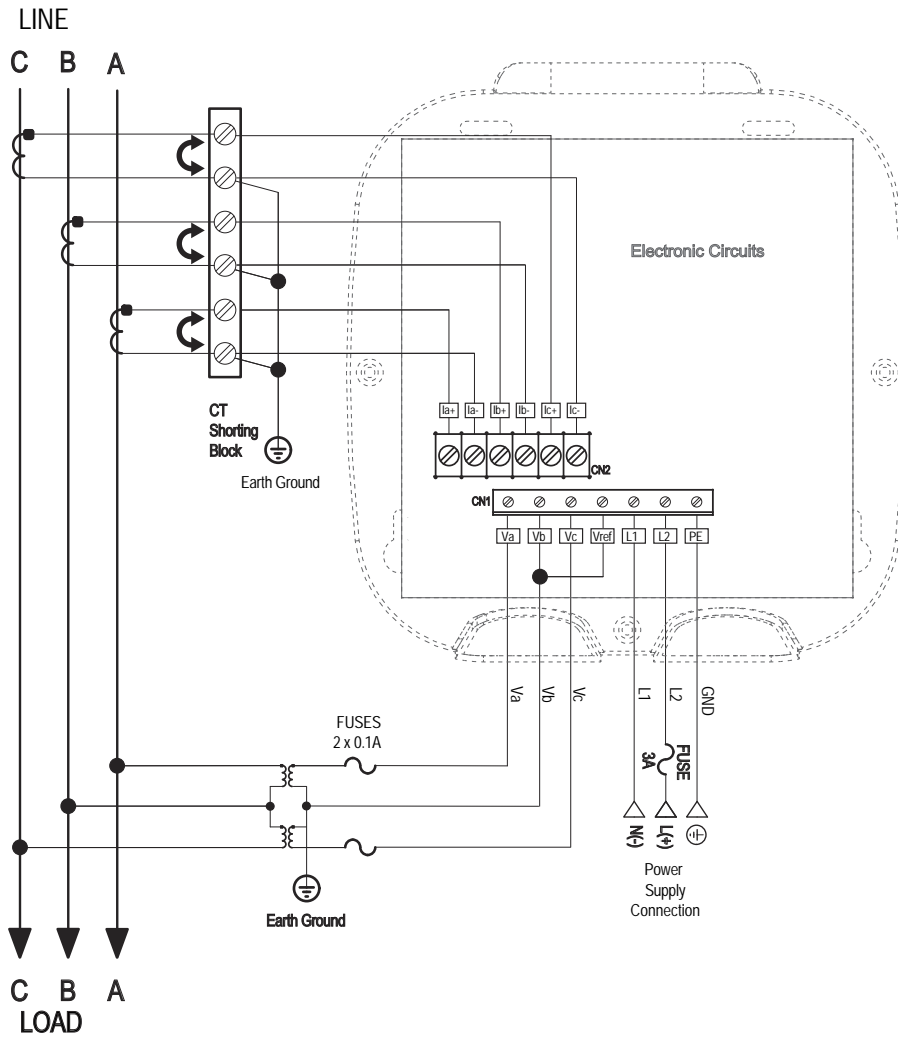 LINE
C B A
Electronic Circuits
Ia+ Ia- Ib+ Ib- Ic+ Ic-
CT
Shorting
Block
Earth Ground
CN2
CN1
Va Vb Vc Vref L1 L2 PE
Va Vb Vc L1 L2 GND
FUSES
2 x 0.1A
FUSE
3A
N(-) L(+)
Power
Supply
Connection
Earth Ground
C B A
LOAD